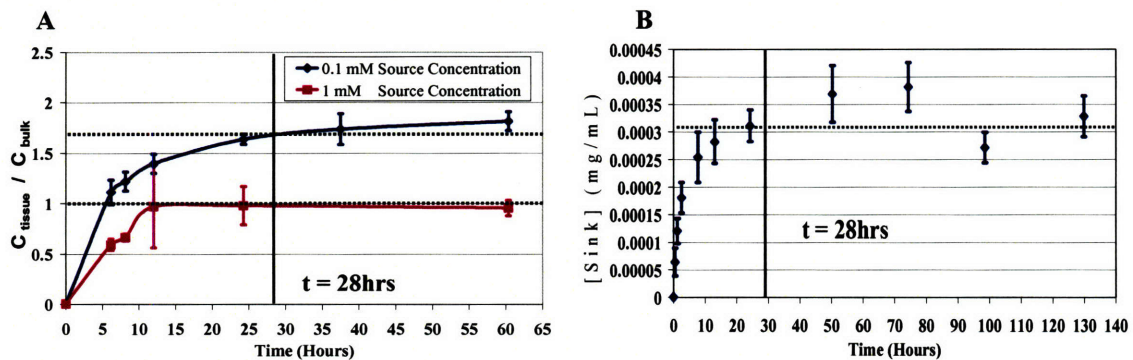 A
2.5
2
1.5
1
0.5
0
C tissue / C bulk
0.1 mM Source Concentration
1 mM Source Concentration
t = 28hrs
0 5 10 15 20 25 30 35 40 45 50 55 60 65
Time (Hours)
B
0.00045
0.0004
0.00035
0.0003
0.00025
0.0002
0.00015
0.0001
0.00005
0
[Sink] (mg/mL)
t = 28hrs
0 10 20 30 40 50 60 70 80 90 100 110 120 130 140
Time (Hours)